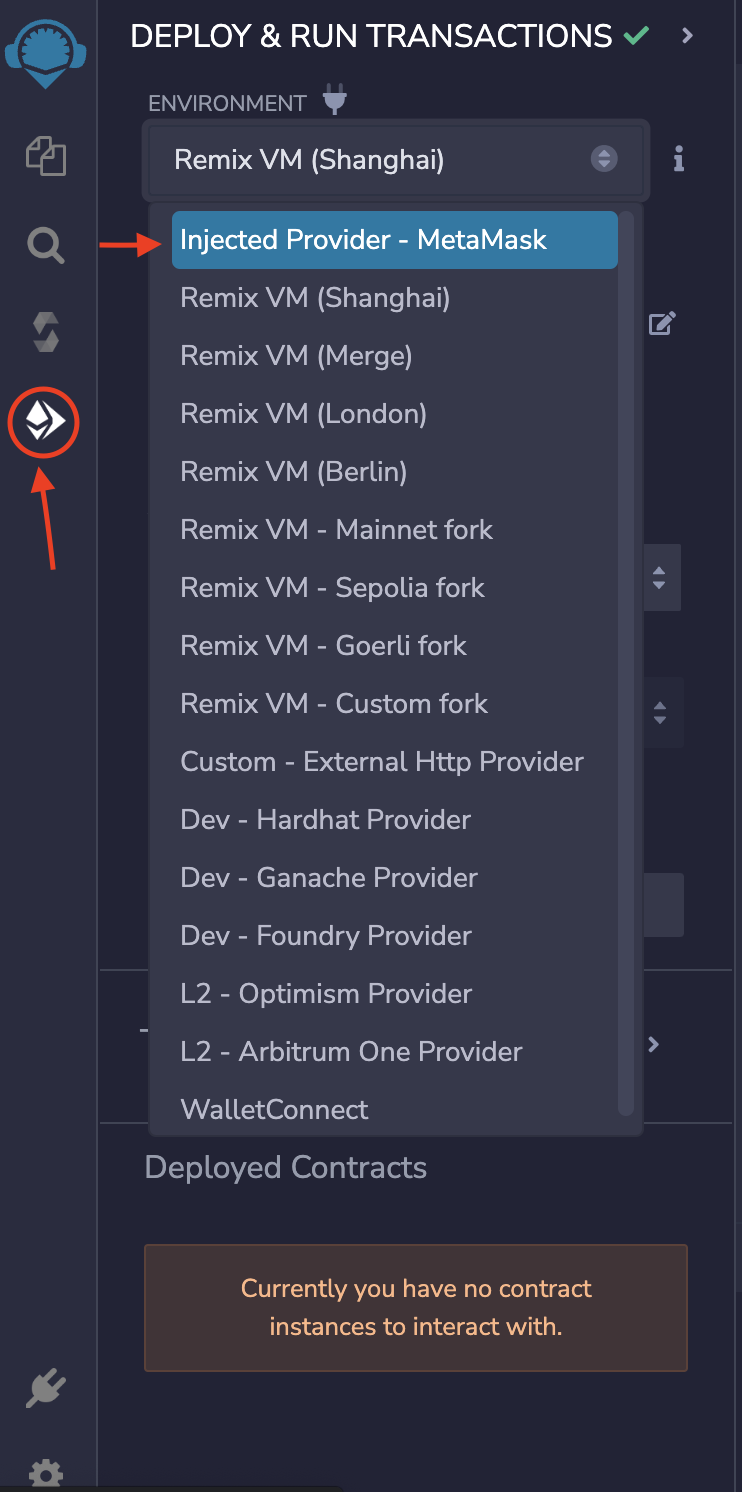 DEPLOY & RUN TRANSACTIONS
ENVIRONMENT
Remix VM (Shanghai)
Injected Provider - MetaMask
Remix VM (Shanghai)
Remix VM (Merge)
Remix VM (London)
Remix VM (Berlin)
Remix VM - Mainnet fork
Remix VM - Sepolia fork
Remix VM - Goerli fork
Remix VM - Custom fork
Custom - External Http Provider
Dev - Hardhat Provider
Dev - Ganache Provider
Dev - Foundry Provider
L2 - Optimism Provider
L2 - Arbitrum One Provider
WalletConnect
Deployed Contracts
Currently you have no contract
instances to interact with.